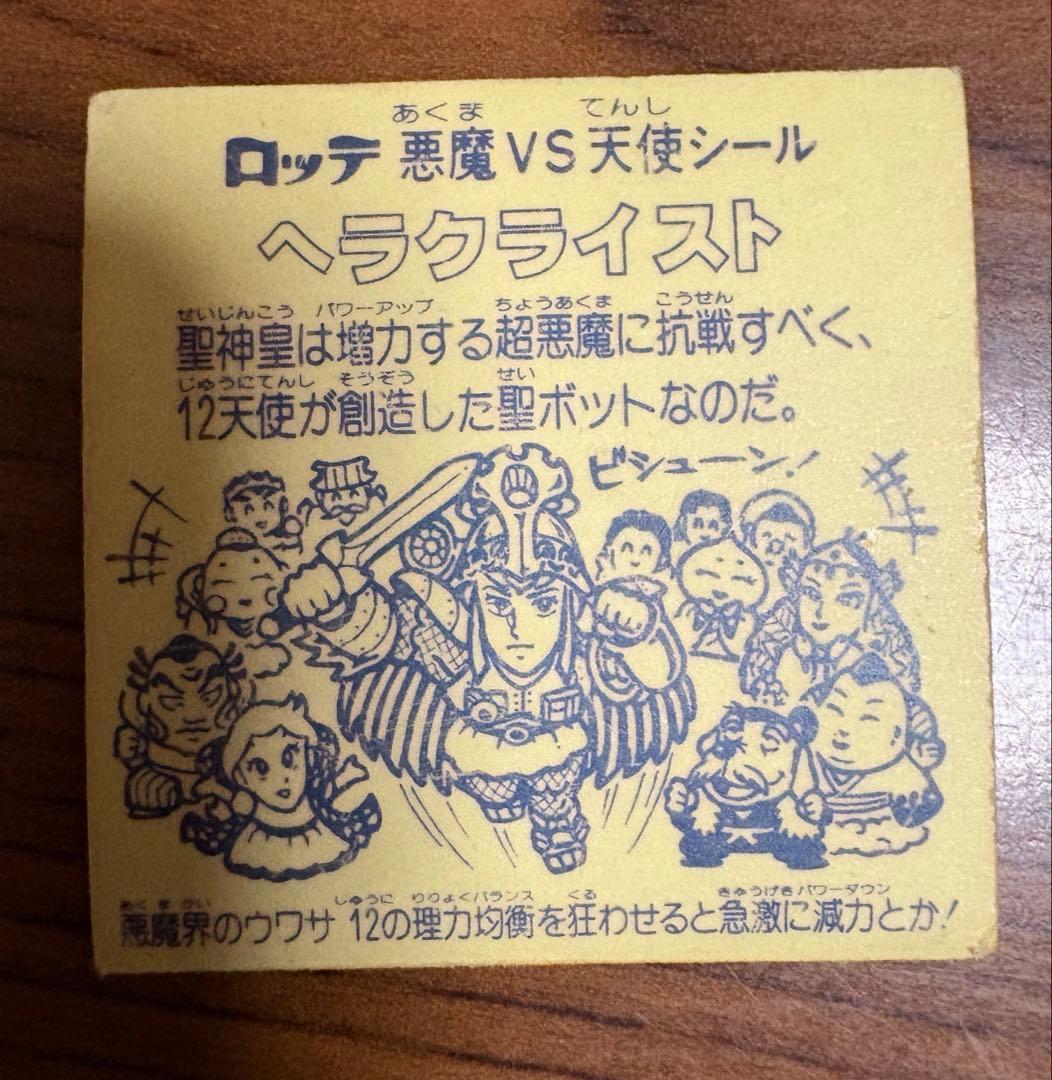 あくま てんし
ロッテ 悪魔VS天使シール
ヘラクライスト
せいじんこう パワーアップ ちょうあくま こうせん
聖神皇は増力する超悪魔に抗戦すべく、
じゅうにてんし そうぞう せい
12天使が創造した聖ボットなのだ。
ビシューン!
あくまかい じゅうに りりょくバランス くる きゅうげきパワーダウン
悪魔界のウワサ 12の理力均衡を狂わせると急激に減力とか!